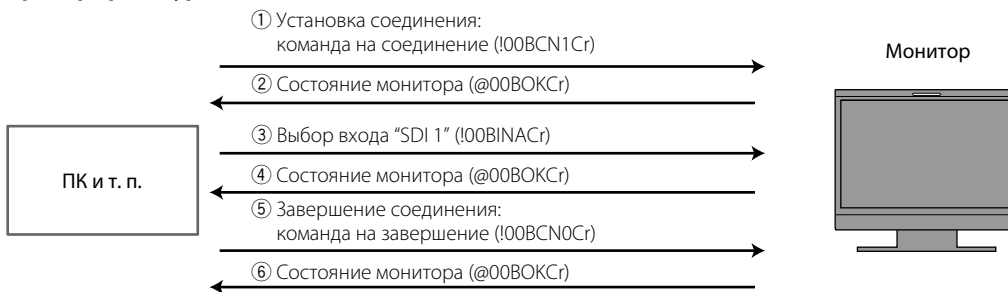 ① Установка соединения:
команда на соединение (!00BCN1Cr)
Монитор
② Состояние монитора (@00BOKCr)
③ Выбор входа “SDI 1” (!00BINACr)
ПК и т. п.
④ Состояние монитора (@00BOKCr)
⑤ Завершение соединения:
команда на завершение (!00BCN0Cr)
⑥ Состояние монитора (@00BOKCr)